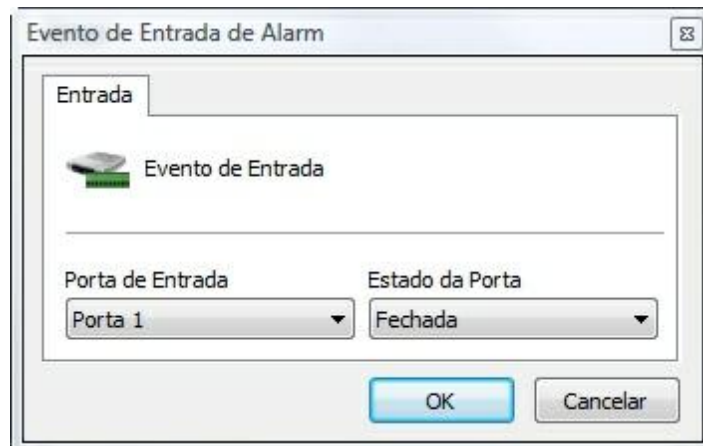 Evento de Entrada de Alarm
Entrada
Evento de Entrada
Porta de Entrada Estado da Porta
Porta 1 Fechada
OK Cancelar